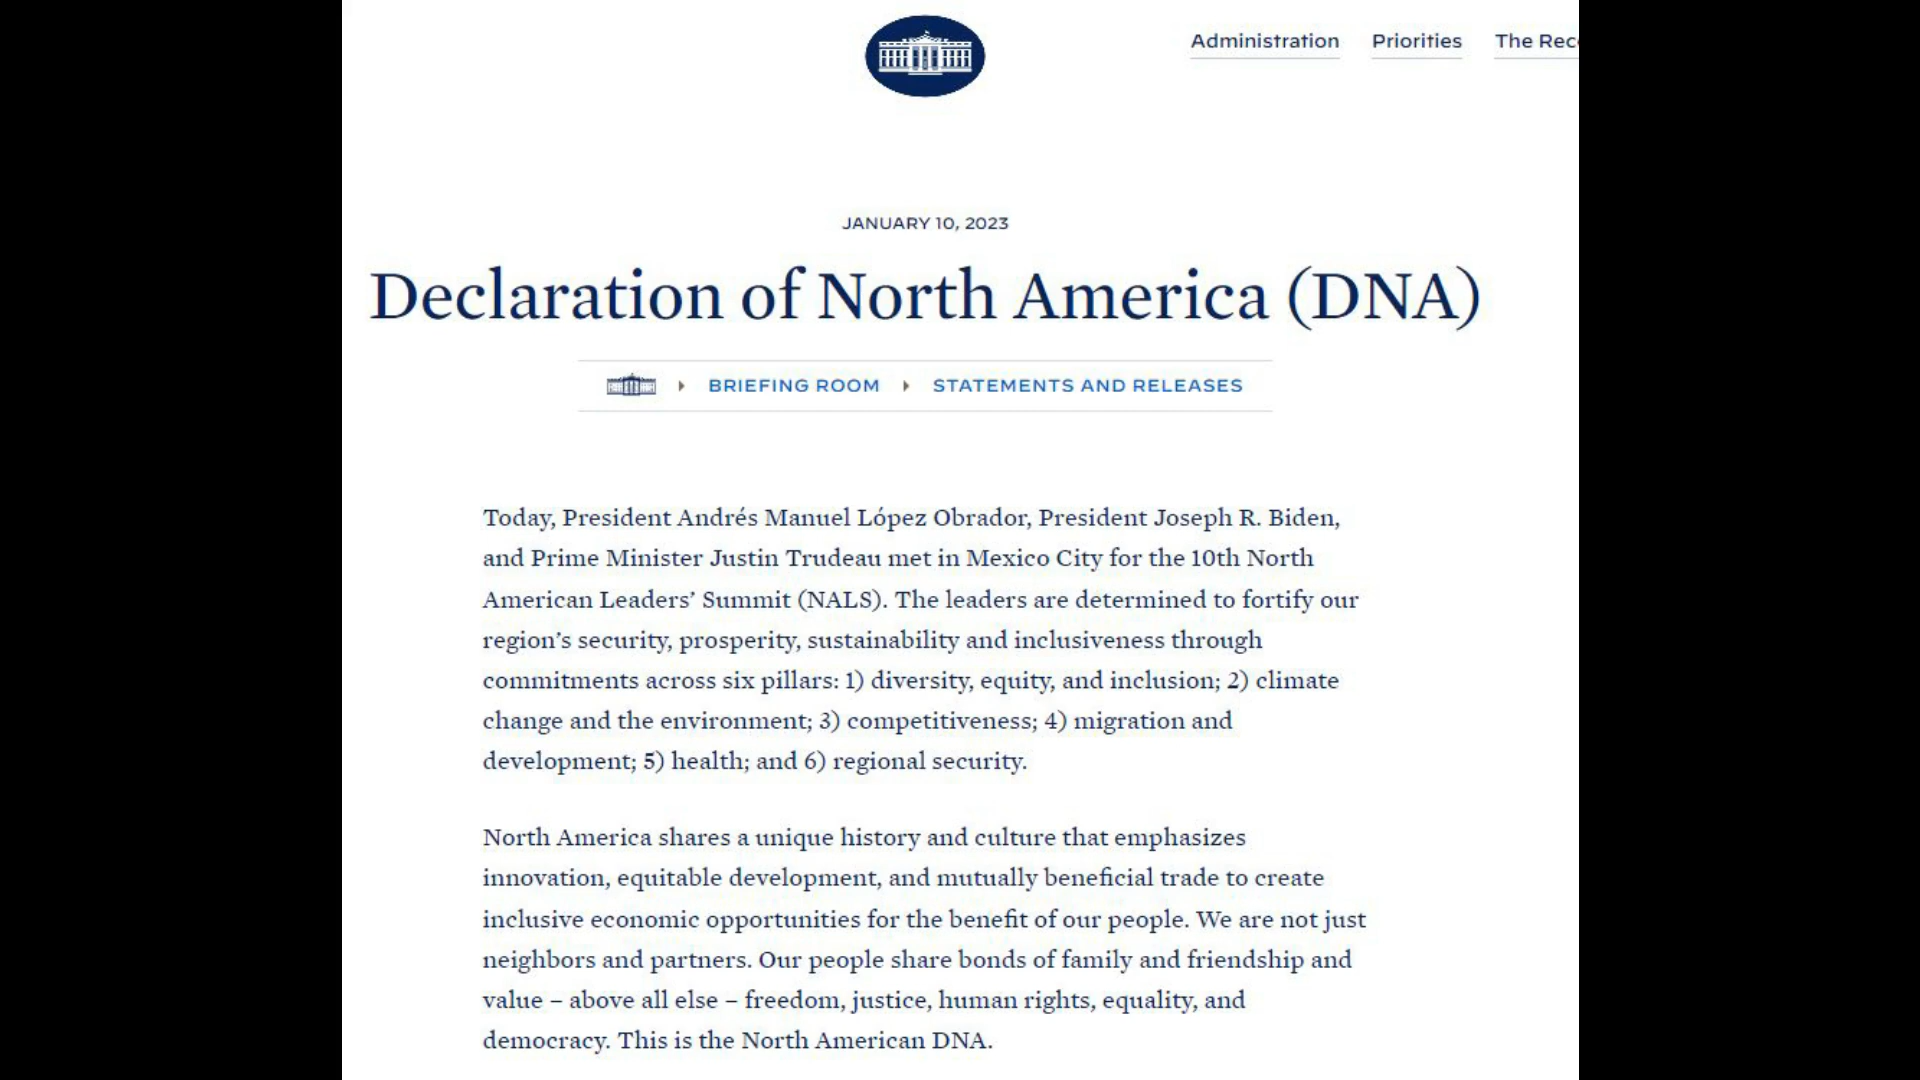 Administration Priorities The Rec
JANUARY 10, 2023
Declaration of North America (DNA)
BRIEFING ROOM STATEMENTS AND RELEASES
Today, President Andrés Manuel López Obrador, President Joseph R. Biden,
and Prime Minister Justin Trudeau met in Mexico City for the 10th North
American Leaders’ Summit (NALS). The leaders are determined to fortify our
region’s security, prosperity, sustainability and inclusiveness through
commitments across six pillars: 1) diversity, equity, and inclusion; 2) climate
change and the environment; 3) competitiveness; 4) migration and
development; 5) health; and 6) regional security.
North America shares a unique history and culture that emphasizes
innovation, equitable development, and mutually beneficial trade to create
inclusive economic opportunities for the benefit of our people. We are not just
neighbors and partners. Our people share bonds of family and friendship and
value – above all else – freedom, justice, human rights, equality, and
democracy. This is the North American DNA.